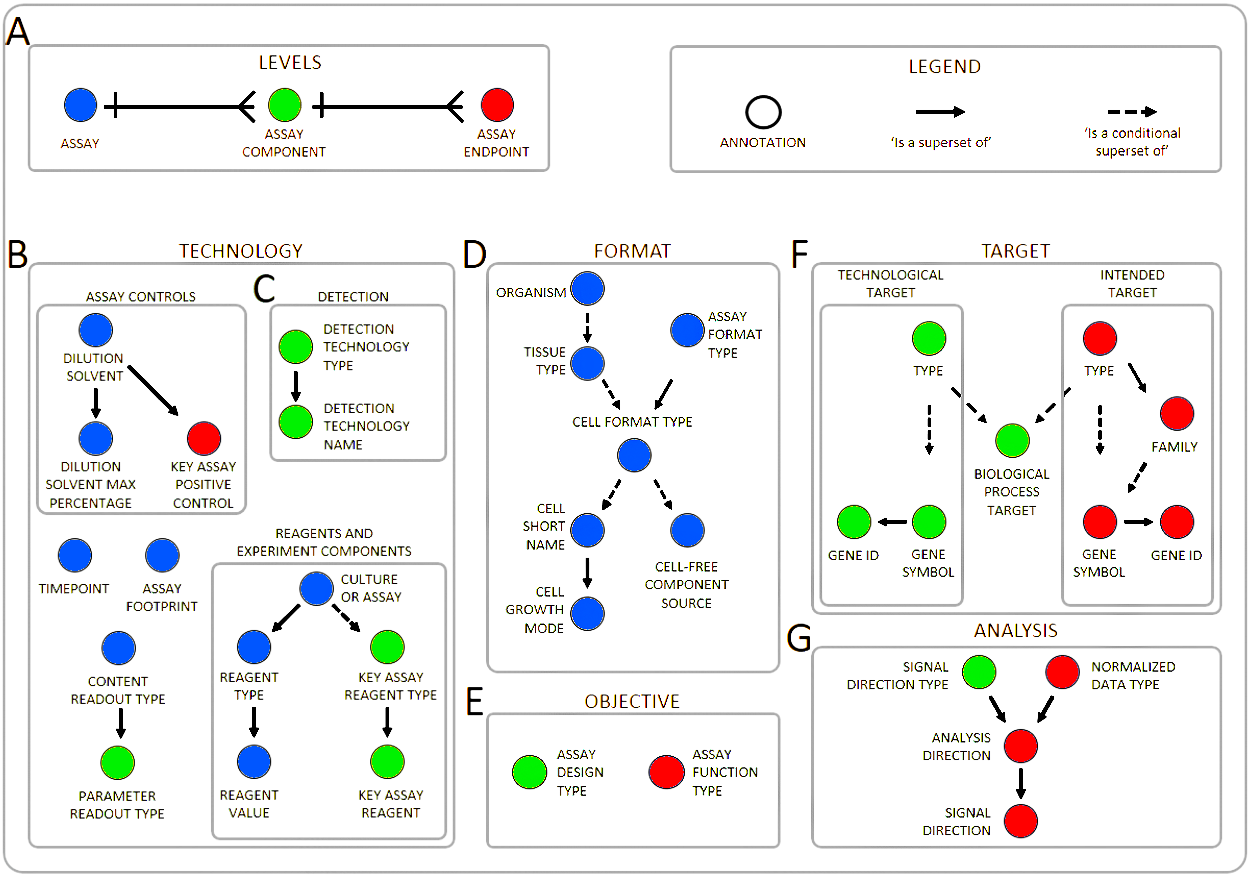 A
LEVELS
ASSAY
ASSAY
COMPONENT
ASSAY
ENDPOINT
LEGEND
ANNOTATION
‘Is a superset of’
‘Is a conditional
superset of’
B
TECHNOLOGY
ASSAY CONTROLS
DILUTION
SOLVENT
DILUTION
SOLVENT MAX
PERCENTAGE
KEY ASSAY
POSITIVE
CONTROL
C
DETECTION
DETECTION
TECHNOLOGY
TYPE
DETECTION
TECHNOLOGY
NAME
TIMEPOINT
ASSAY
FOOTPRINT
CONTENT
READOUT TYPE
PARAMETER
READOUT TYPE
REAGENTS AND
EXPERIMENT COMPONENTS
CULTURE
OR ASSAY
REAGENT
TYPE
KEY ASSAY
REAGENT TYPE
REAGENT
VALUE
KEY ASSAY
REAGENT
D
FORMAT
ORGANISM
ASSAY
FORMAT
TYPE
TISSUE
TYPE
CELL FORMAT TYPE
CELL
SHORT
NAME
CELL-FREE
COMPONENT
SOURCE
CELL
GROWTH
MODE
E
OBJECTIVE
ASSAY
DESIGN
TYPE
ASSAY
FUNCTION
TYPE
F
TARGET
TECHNOLOGICAL
TARGET
INTENDED
TARGET
TYPE
TYPE
FAMILY
BIOLOGICAL
PROCESS
TARGET
GENE ID
GENE
SYMBOL
GENE
SYMBOL
GENE ID
G
ANALYSIS
SIGNAL
DIRECTION TYPE
NORMALIZED
DATA TYPE
ANALYSIS
DIRECTION
SIGNAL
DIRECTION